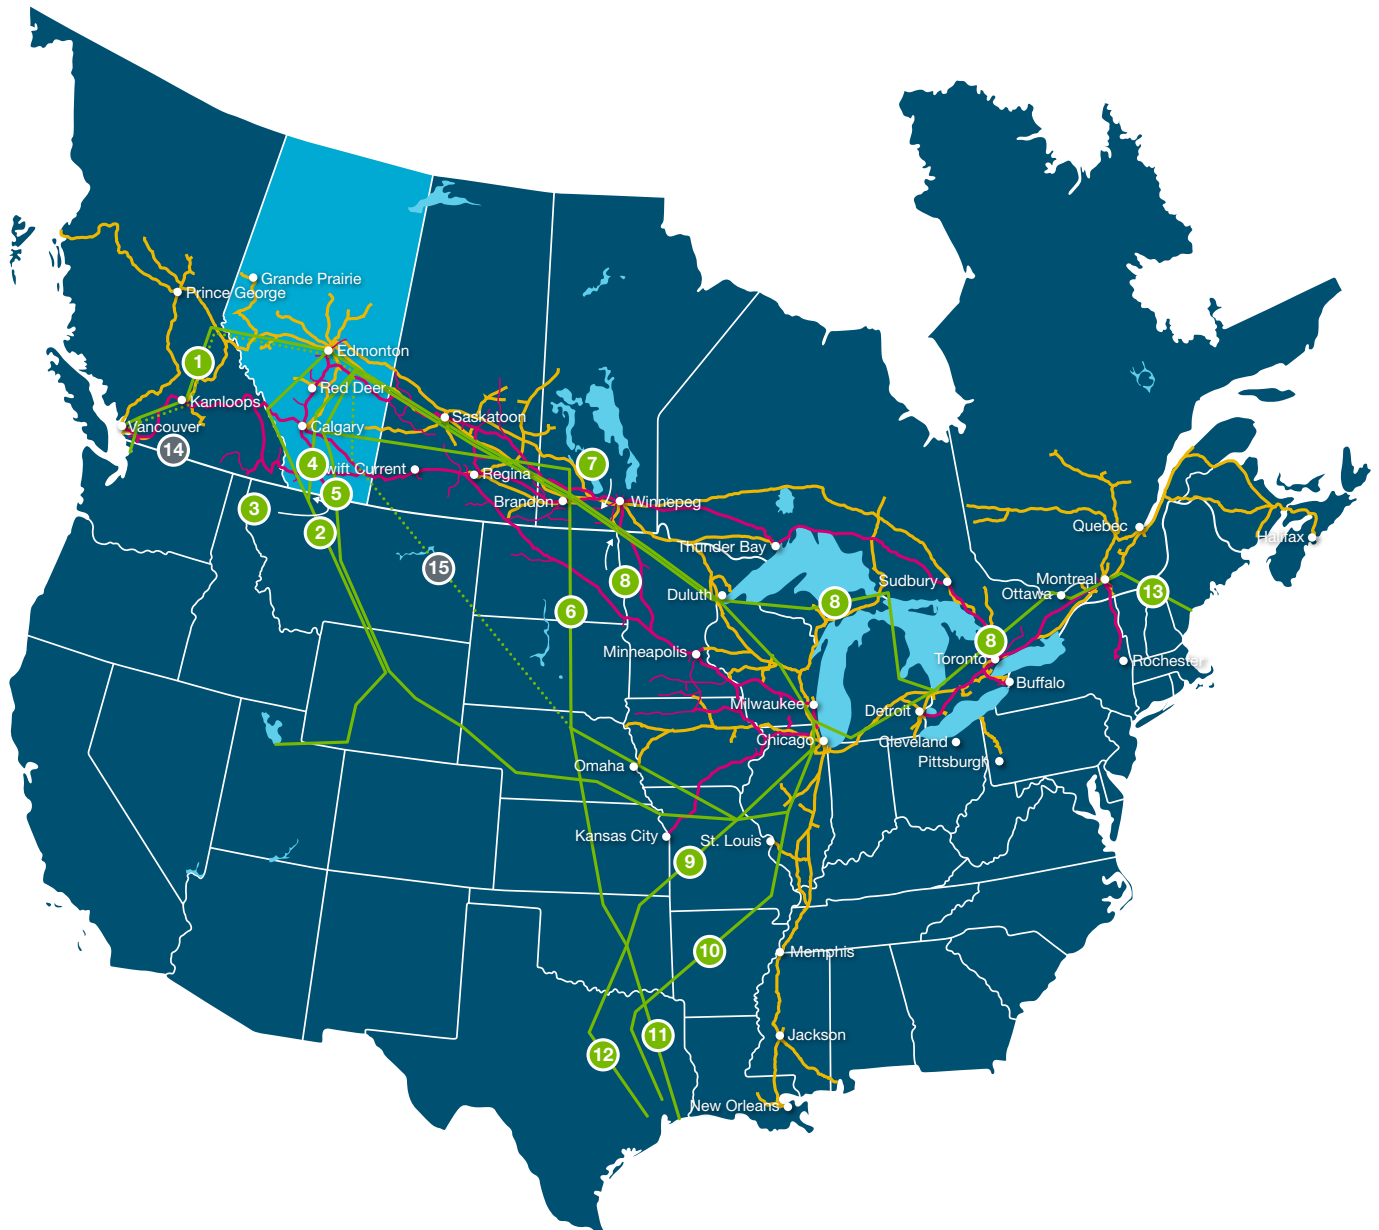 Grande Prairie
Prince George
Edmonton
1
Red Deer
Kamloops
Saskatoon
Vancouver
Calgary
14
4
wift Current
7
Regina
5
Brandon
Winnepeg
3
2
Quebec
Halifax
Thunder Bay
15
8
Sudbury
Montreal
Duluth
8
Ottawa
13
6
8
Minneapolis
Toronto
Rochester
Buffalo
Milwaukee
Detroit
Chicago
Cleveland
Pittsburgh
Omaha
Kansas City
St. Louis
9
10
Memphis
11
Jackson
12
New Orleans